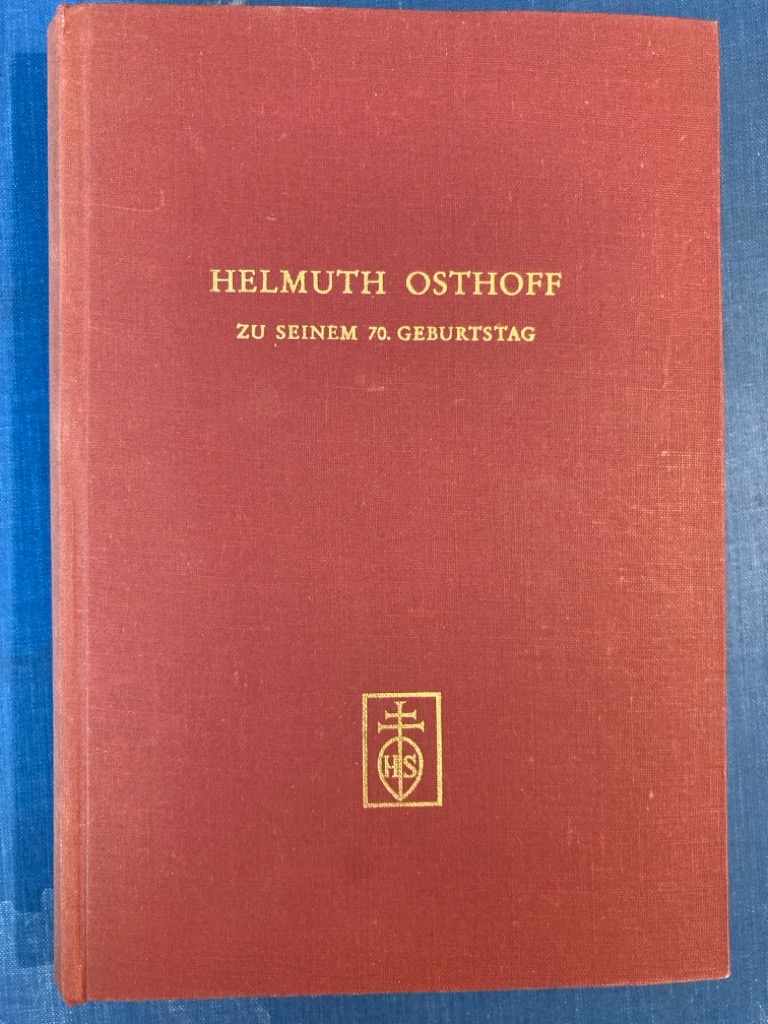 HELMUTH OSTHOFF
ZU SEINEM 70. GEBURTSTAG
HS